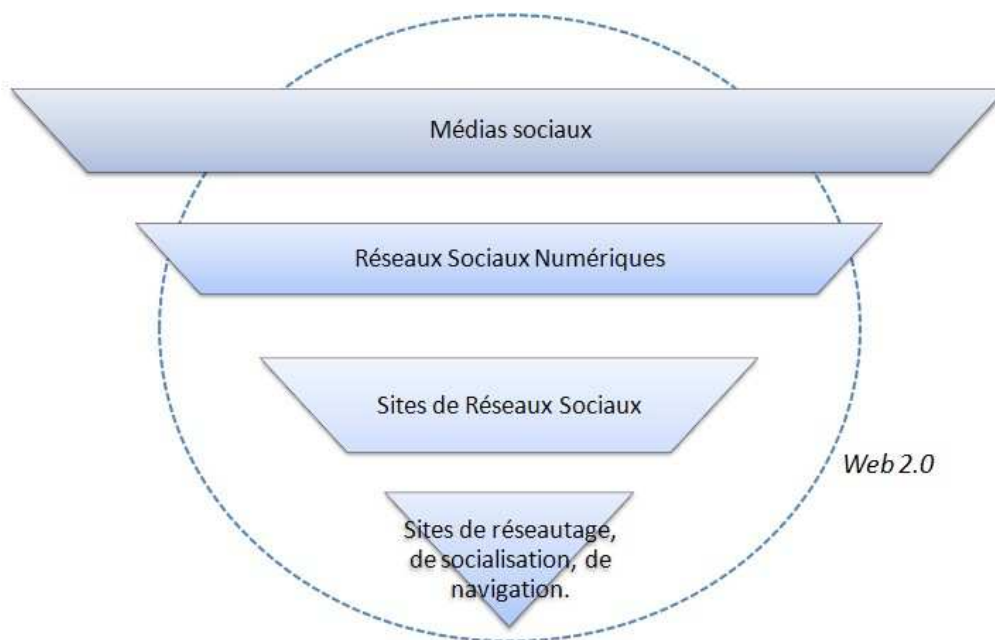 Médias sociaux
Réseaux Sociaux Numériques
Sites de Réseaux Sociaux
Web 2.0
Sites de réseautage,
de socialisation, de
navigation.